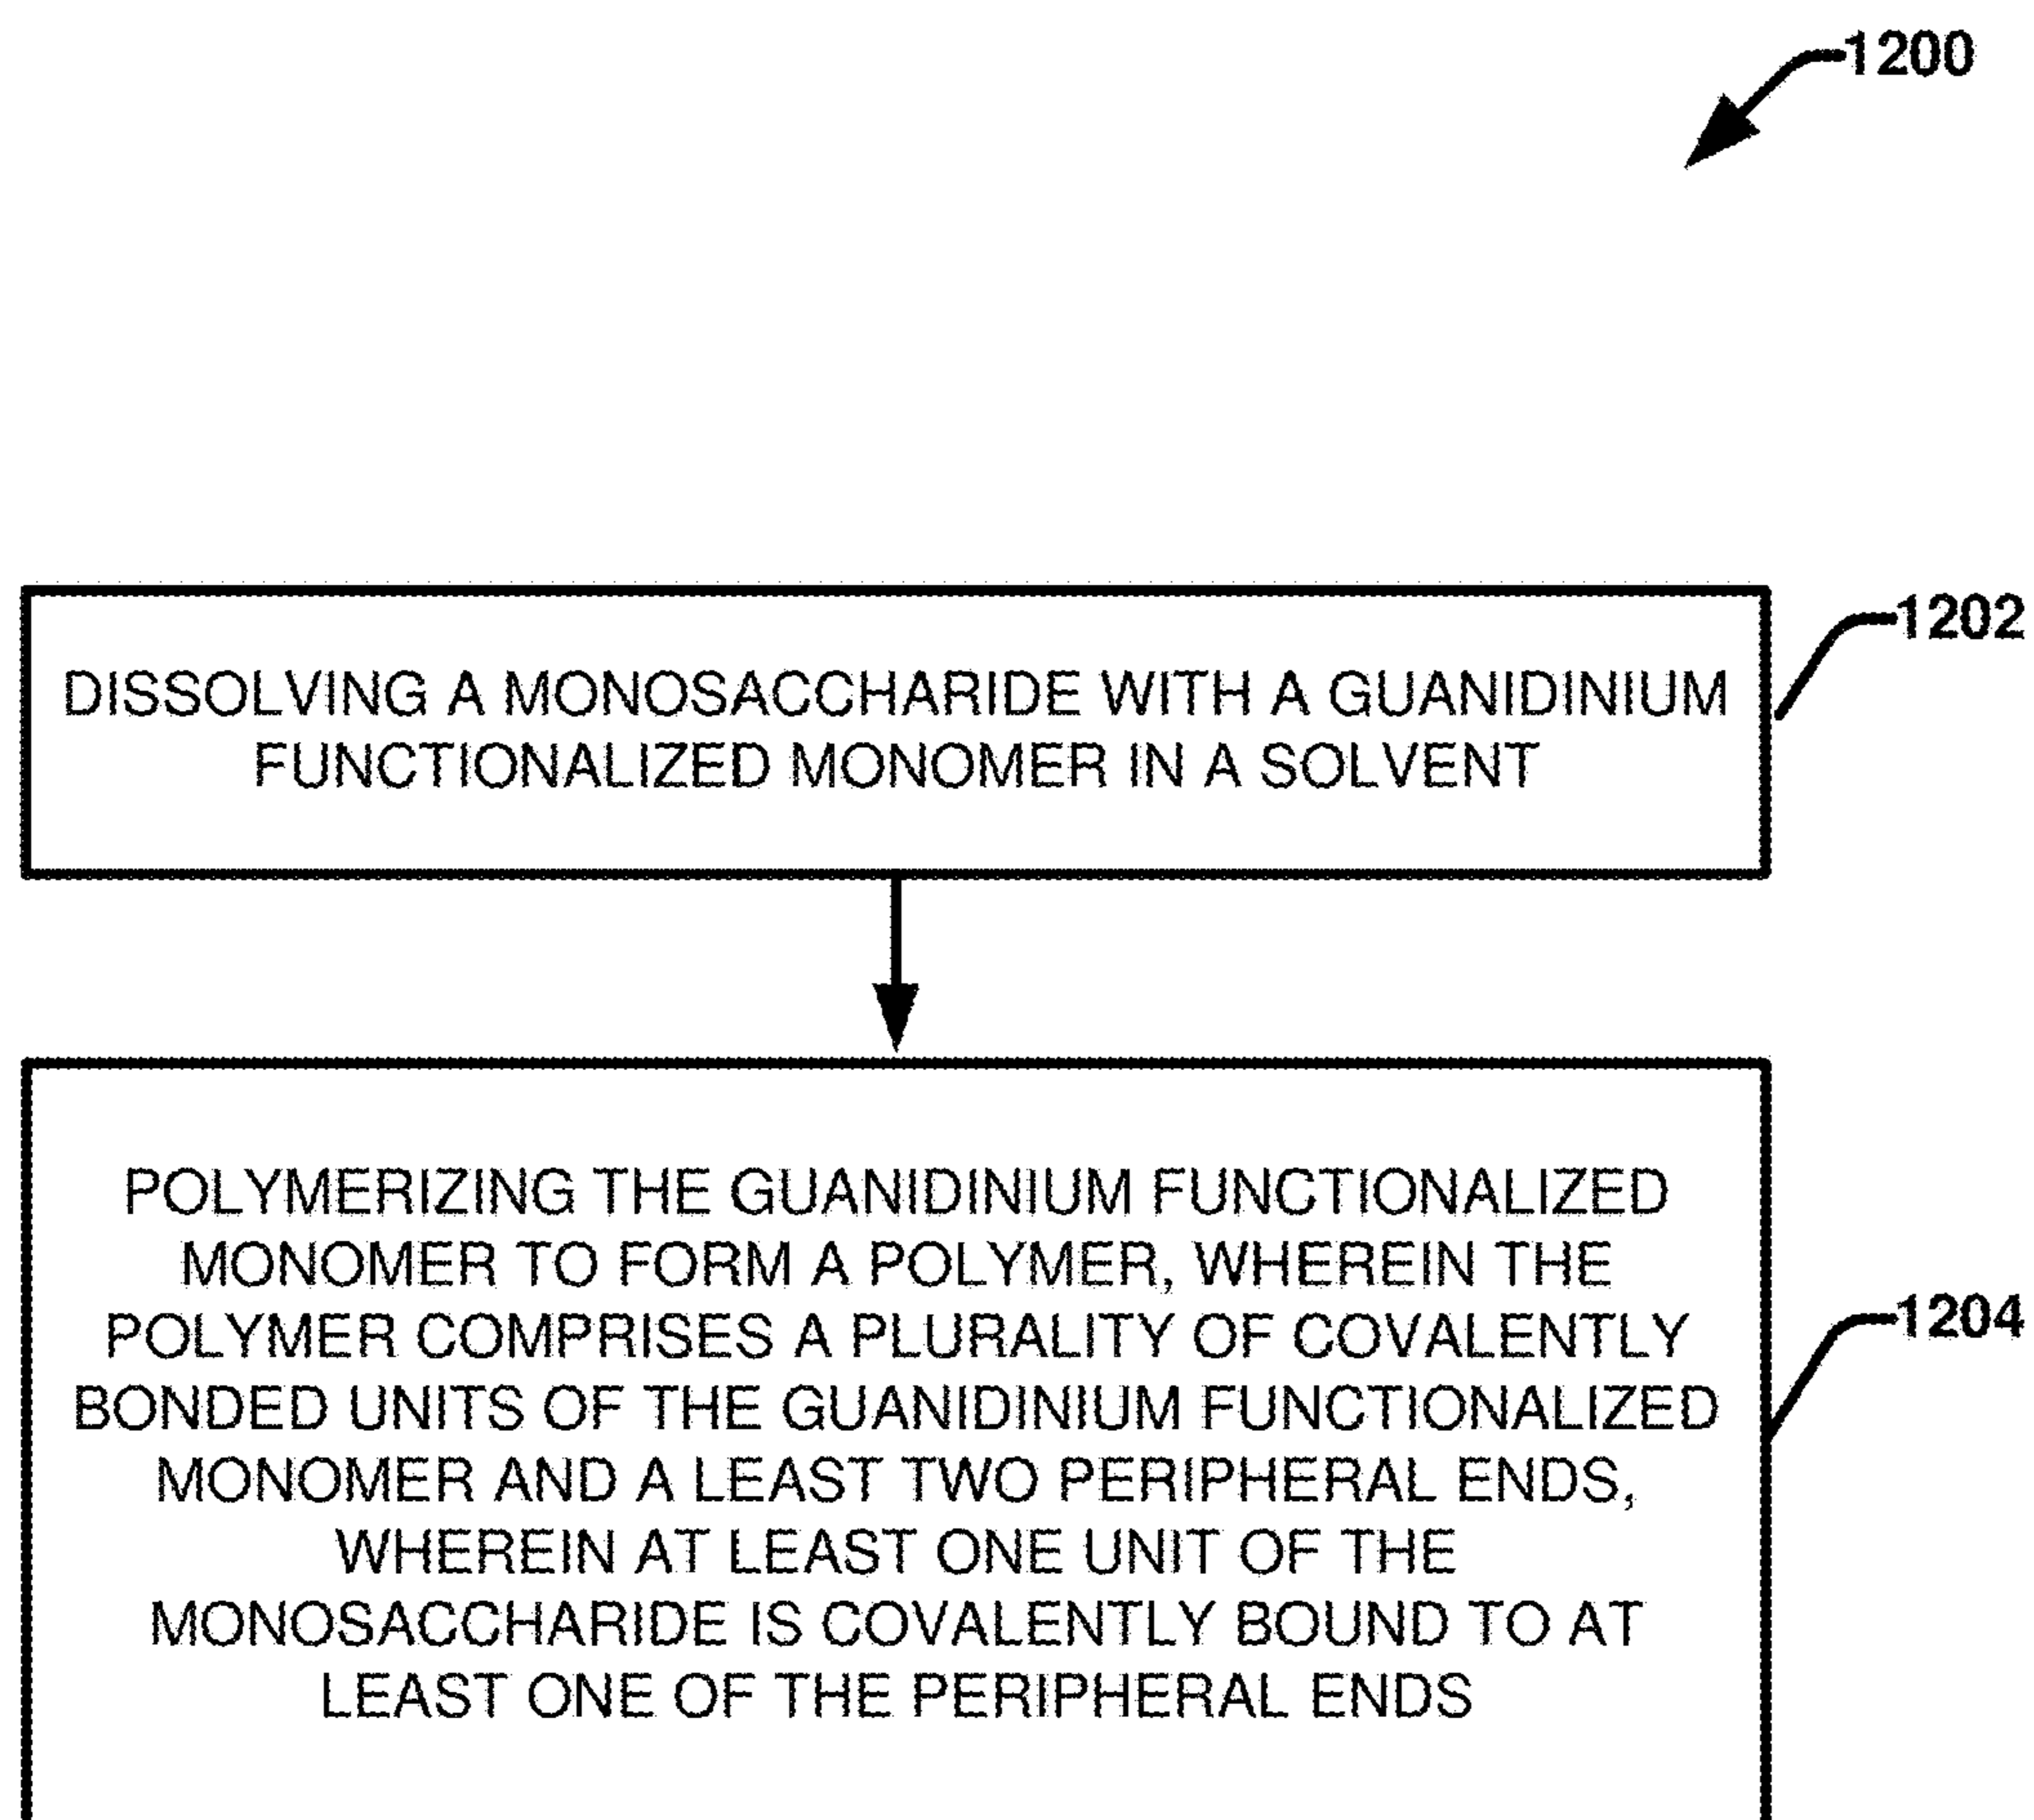 1200
DISSOLVING A MONOSACCHARIDE WITH A GUANIDINIUM
FUNCTIONALIZED MONOMER IN A SOLVENT
1202
POLYMERIZING THE GUANIDINIUM FUNCTIONALIZED
MONOMER TO FORM A POLYMER, WHEREIN THE
POLYMER COMPRISES A PLURALITY OF COVALENTLY
BONDED UNITS OF THE GUANIDINIUM FUNCTIONALIZED
MONOMER AND A LEAST TWO PERIPHERAL ENDS,
WHEREIN AT LEAST ONE UNIT OF THE
MONOSACCHARIDE IS COVALENTLY BOUND TO AT
LEAST ONE OF THE PERIPHERAL ENDS
1204